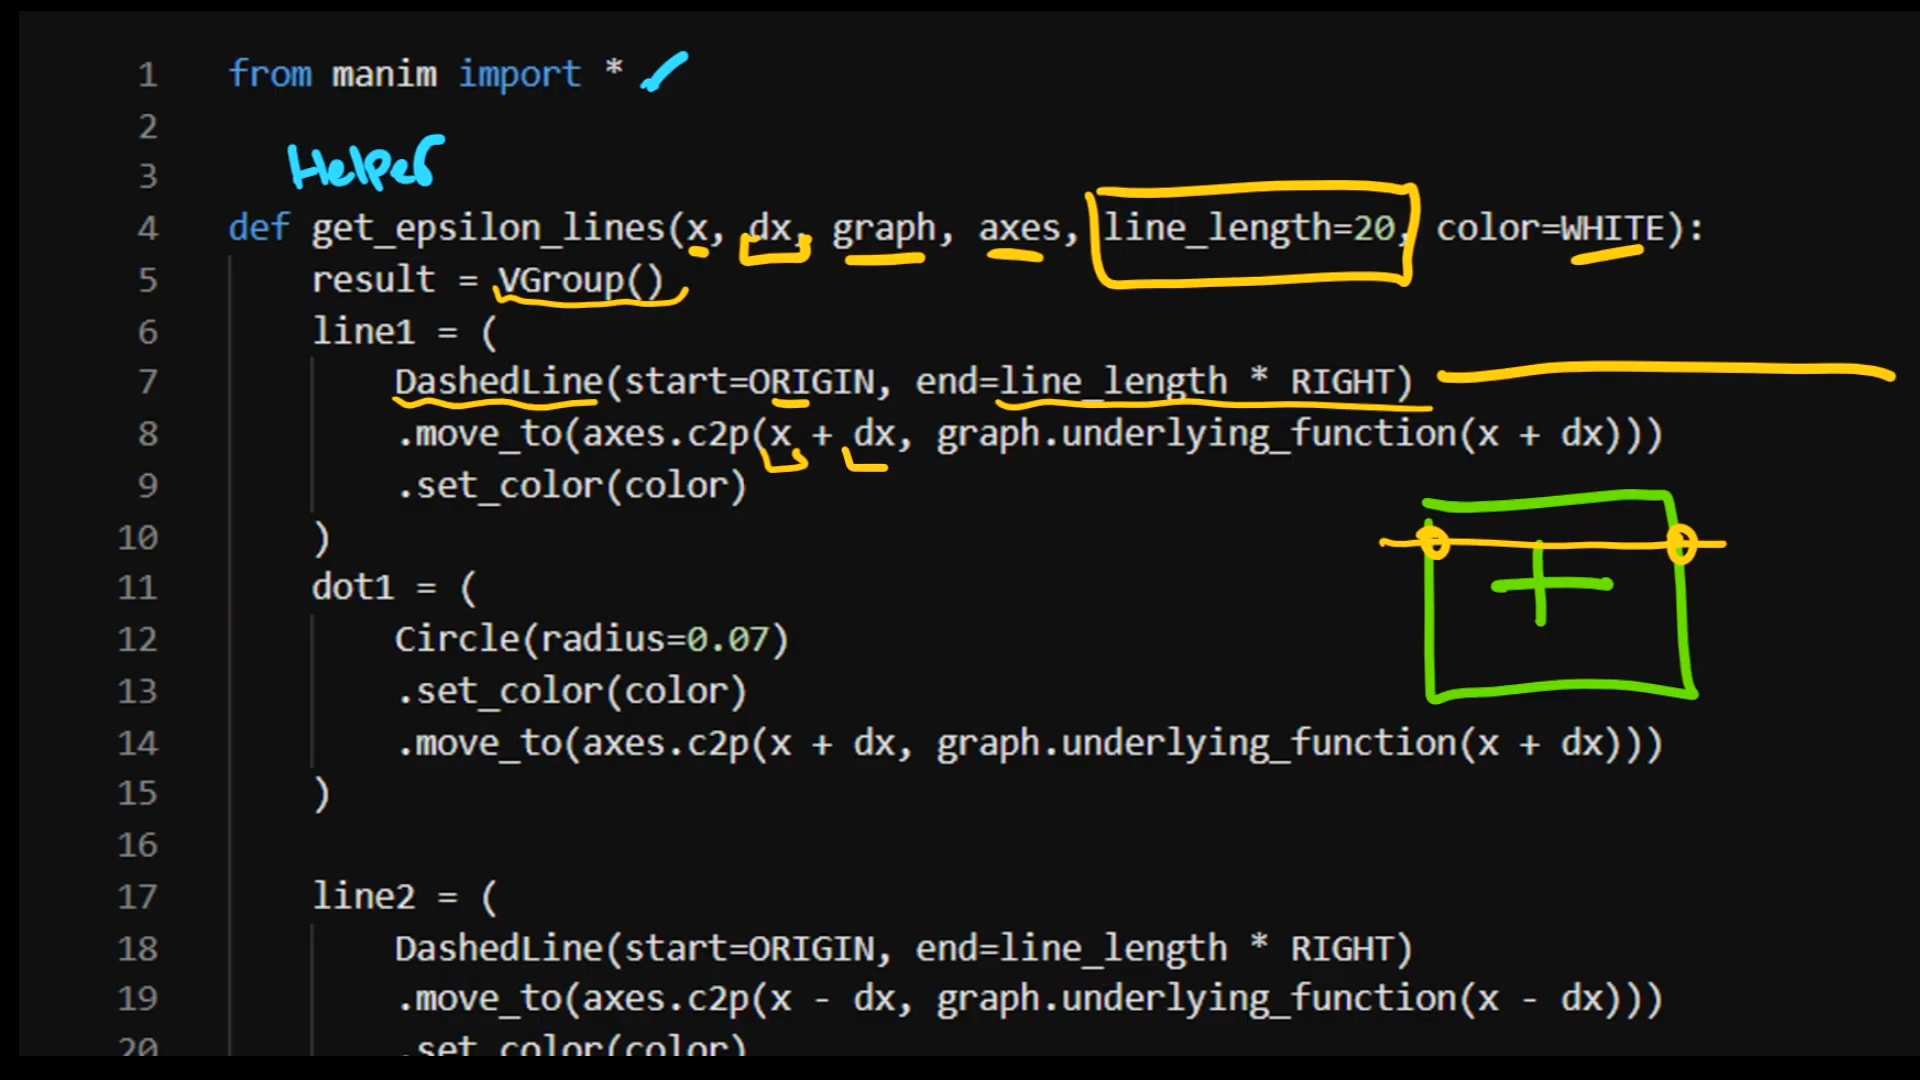 1 from manim import *
2
Helper
3
4 def get_epsilon_lines(x, dx, graph, axes, line_length=20, color=WHITE):
5 result = VGroup()
6 line1 = (
7 DashedLine(start=ORIGIN, end=line_length * RIGHT)
8 .move_to(axes.c2p(x + dx, graph.underlying_function(x + dx)))
9 .set_color(color)
10 )
11 dot1 = (
12 Circle(radius=0.07)
13 .set_color(color)
14 .move_to(axes.c2p(x + dx, graph.underlying_function(x + dx)))
15 )
16
17 line2 = (
18 DashedLine(start=ORIGIN, end=line_length * RIGHT)
19 .move_to(axes.c2p(x - dx, graph.underlying_function(x - dx)))
20 .set_color(color)